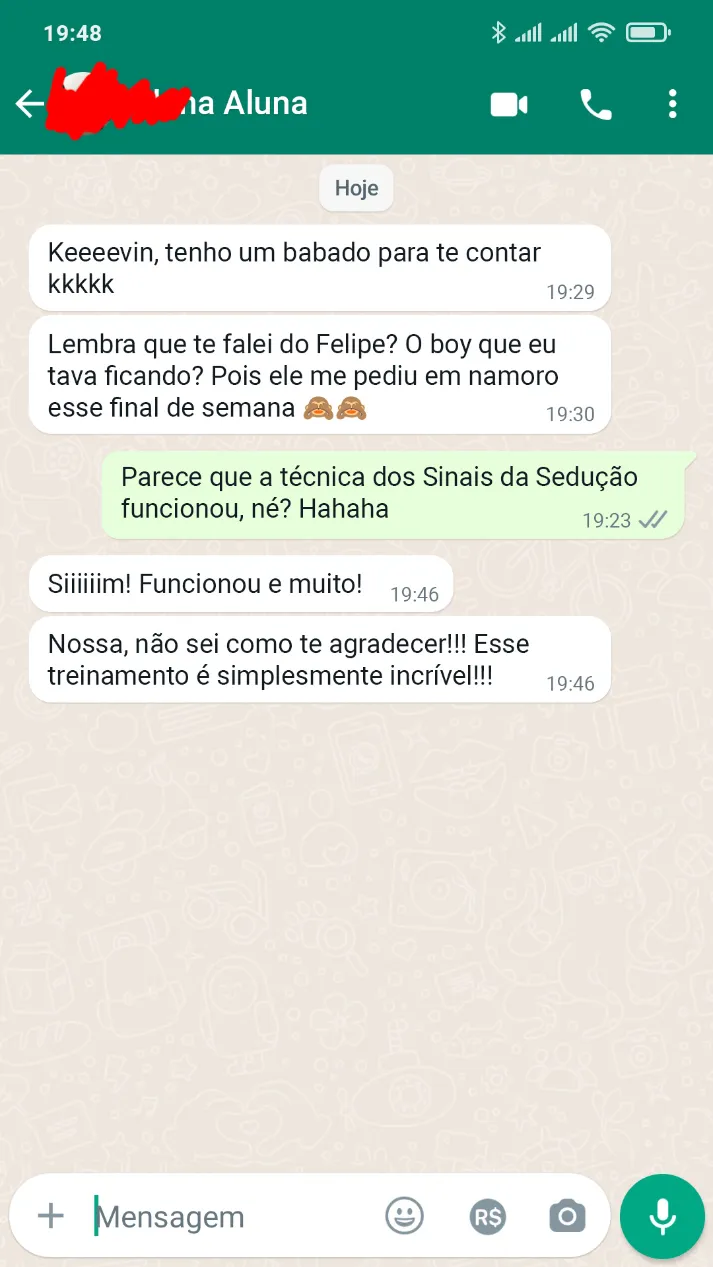 19:48
Aluna
Hoje
Keeeevin, tenho um babado para te contar
kkkkk
19:29
Lembra que te falei do Felipe? O boy que eu
tava ficando? Pois ele me pediu em namoro
esse final de semana 🙈🙈
19:30
Parece que a técnica dos Sinais da Sedução
funcionou, né? Hahaha
19:23
Siiiiiim! Funcionou e muito!
19:46
Nossa, não sei como te agradecer!!! Esse
treinamento é simplesmente incrível!!!
19:46
Mensagem
R$